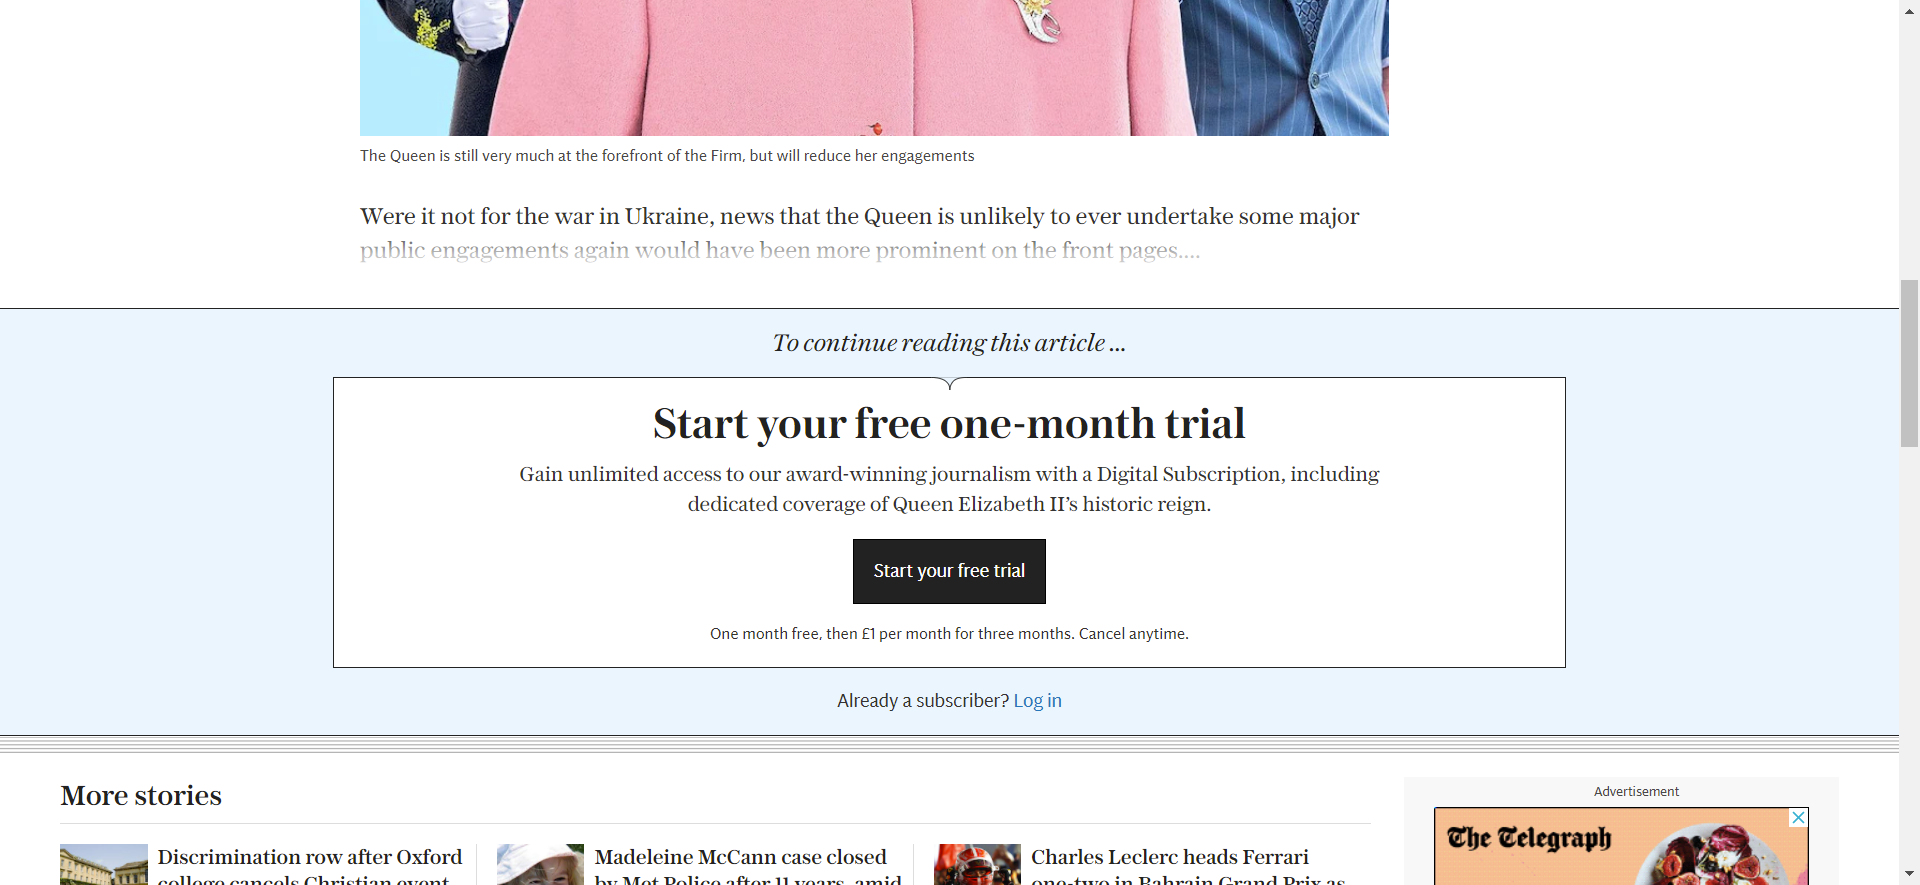 The Queen is still very much at the forefront of the Firm, but will reduce her engagements
Were it not for the war in Ukraine, news that the Queen is unlikely to ever undertake some major
public engagements again would have been more prominent on the front pages....
To continue reading this article ...
Start your free one-month trial
Gain unlimited access to our award-winning journalism with a Digital Subscription, including
dedicated coverage of Queen Elizabeth II's historic reign.
Start your free trial
One month free, then £1 per month for three months. Cancel anytime.
Already a subscriber? Log in
More stories
Discrimination row after Oxford
college cancels Christian event
Madeleine McCann case closed
by Met Police after 11 years, amid
Charles Leclerc heads Ferrari
one-two in Bahrain Grand Prix as
Advertisement
The Telegraph